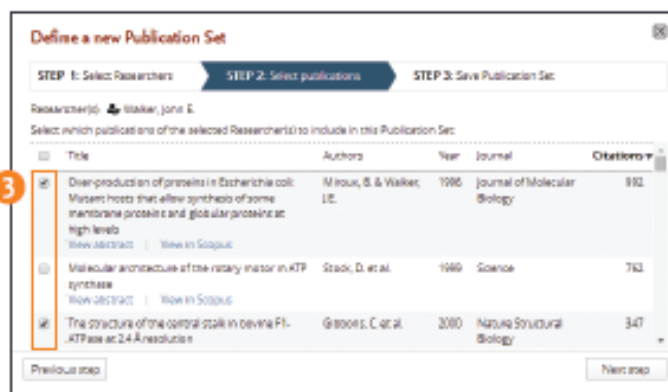 Define a new Publication Set
STEP 1: Select Researchers STEP 2: Select publications STEP 3: Save Publication Set
Researcher(s): Walker, John E.
Select which publications of the selected Researcher(s) to include in this Publication Set:
Title Authors Year Journal Citations
3
Over-production of proteins in Escherichia coli: Miroux, B. & Walker, 1996 Journal of Molecular 992
Mutant hosts that allow synthesis of some J.E. Biology
membrane proteins and globular proteins at
high levels
View abstract | View in Scopus
Molecular architecture of the rotary motor in ATP Stock, D. et al. 1999 Science 762
synthase
View abstract | View in Scopus
The structure of the central stalk in bovine F1- Gibbons, C. et al. 2000 Nature Structural 347
ATPase at 2.4 Å resolution Biology
Previous step Next step